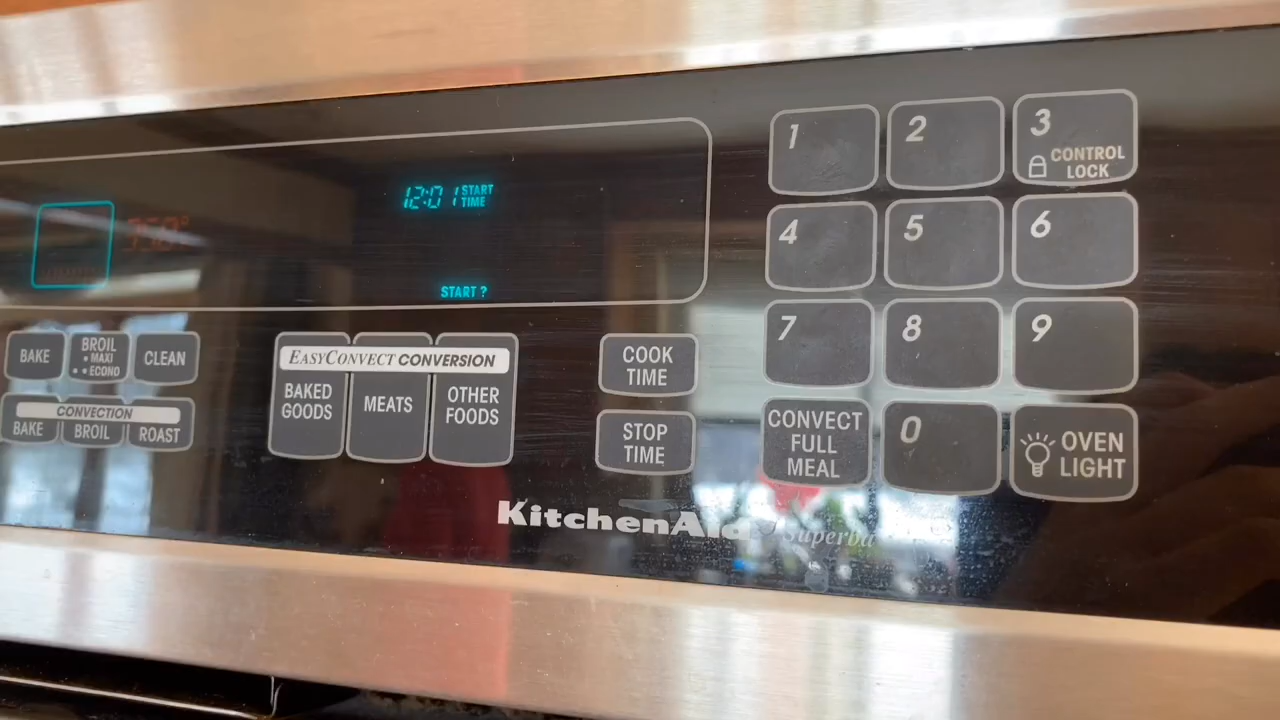 1
2
3
CONTROL
LOCK
12:01 START
TIME
4
5
6
START ?
7
8
9
BAKE
BROIL
• MAXI
• • ECONO
CLEAN
EASYCONVECT CONVERSION
BAKED
GOODS
MEATS
OTHER
FOODS
COOK
TIME
CONVECTION
BAKE
BROIL
ROAST
STOP
TIME
CONVECT
FULL
MEAL
0
OVEN
LIGHT
KitchenAid
Superba